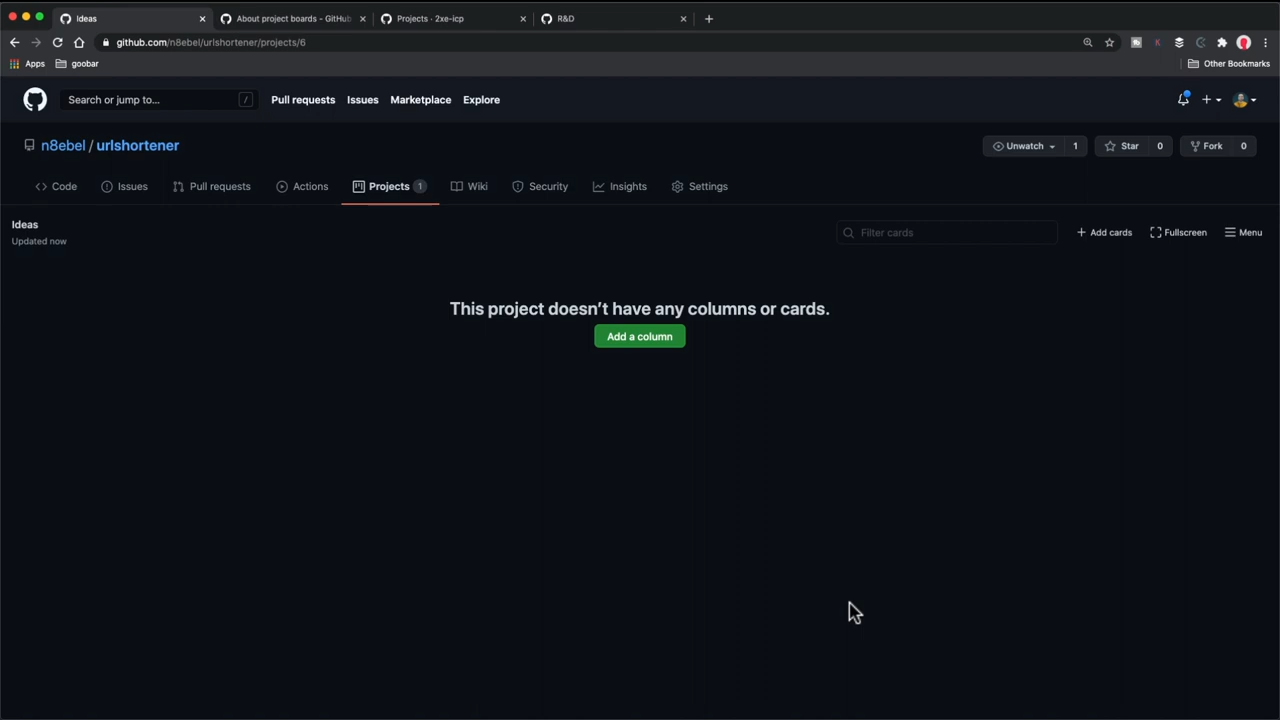 Ideas
About project boards - GitHub
Projects · 2xe-icp
R&D
github.com/n8ebel/urlshortener/projects/6
Apps
goobar
Other Bookmarks
Search or jump to...
/
Pull requests
Issues
Marketplace
Explore
n8ebel / urlshortener
Unwatch 1
Star 0
Fork 0
Code
Issues
Pull requests
Actions
Projects 1
Wiki
Security
Insights
Settings
Ideas
Updated now
Filter cards
Add cards
Fullscreen
Menu
This project doesn't have any columns or cards.
Add a column